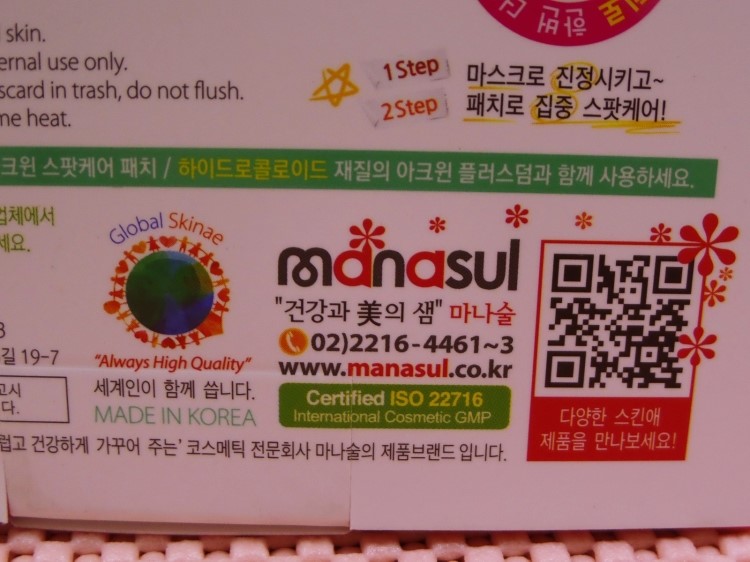 skin.
ernal use only.
scard in trash, do not flush.
me heat.
한번 더
1 Step 마스크로 진정시키고~
2 Step 패치로 집중 스팟케어!
크윈 스팟케어 패치 / 하이드로콜로이드 재질의 아크윈 플러스덤과 함께 사용하세요.
업체에서
세요.
Global Skinae
"Always High Quality"
세계인이 함께 씁니다.
MADE IN KOREA
3
길 19-7
고시
다.
manasul
"건강과 美의 샘" 마나술
02)2216-4461~3
www.manasul.co.kr
Certified ISO 22716
International Cosmetic GMP
다양한 스킨애
제품을 만나보세요!
럽고 건강하게 가꾸어 주는' 코스메틱 전문회사 마나술의 제품브랜드 입니다.